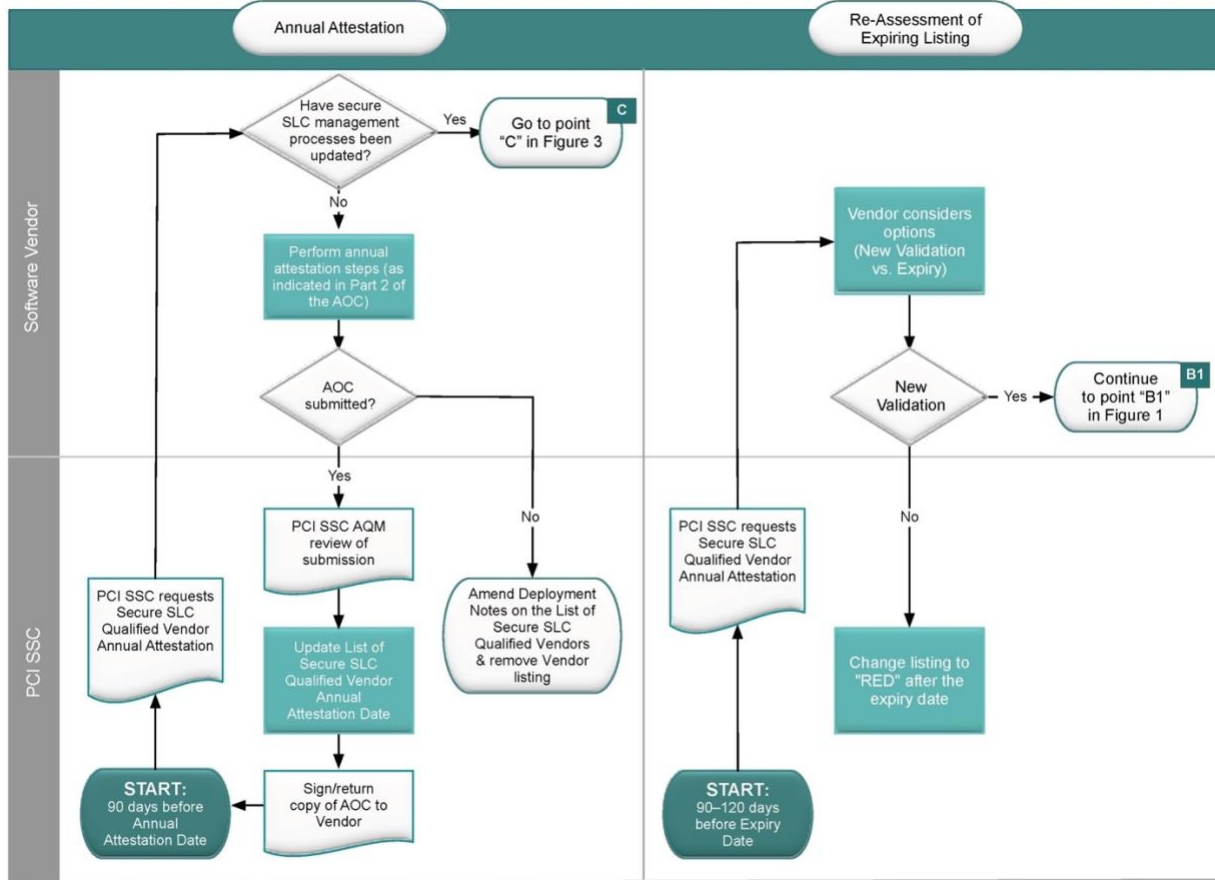 Annual Attestation
Re-Assessment of
Expiring Listing
Software Vendor
Have secure
SLC management
processes been
updated?
Yes
C
Go to point
“C” in Figure 3
No
Perform annual
attestation steps (as
indicated in Part 2 of
the AOC)
AOC
submitted?
Vendor considers
options
(New Validation
vs. Expiry)
New
Validation
Yes
B1
Continue
to point “B1”
in Figure 1
PCI SSC
Yes
No
PCI SSC AQM
review of
submission
PCI SSC requests
Secure SLC
Qualified Vendor
Annual Attestation
Update List of
Secure SLC
Qualified Vendor
Annual
Attestation Date
Amend Deployment
Notes on the List of
Secure SLC
Qualified Vendors
& remove Vendor
listing
START:
90 days before
Annual
Attestation Date
Sign/return
copy of AOC to
Vendor
PCI SSC requests
Secure SLC
Qualified Vendor
Annual Attestation
No
Change listing to
"RED" after the
expiry date
START:
90–120 days
before Expiry
Date